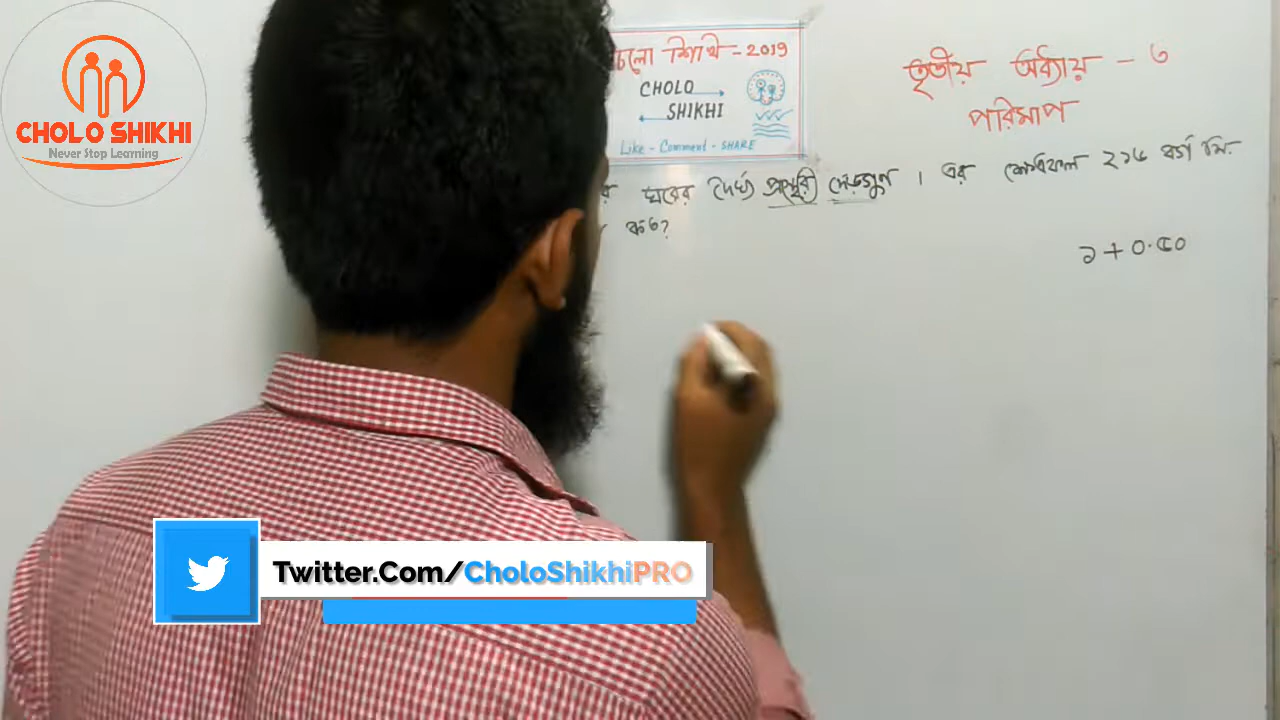 CHOLO SHIKHI
Never Stop Learning
চলো শিখি - 2019
CHOLO
SHIKHI
Like - Comment - SHARE
তৃতীয় অধ্যায় - ৩
পরিমাপ
ঘরের দৈর্ঘ্য প্রস্থের দেড়গুণ । এর ক্ষেত্রফল ২১৬ বর্গ মি.
কত?
১ + ০.৫০
Twitter.Com/CholoShikhiPRO